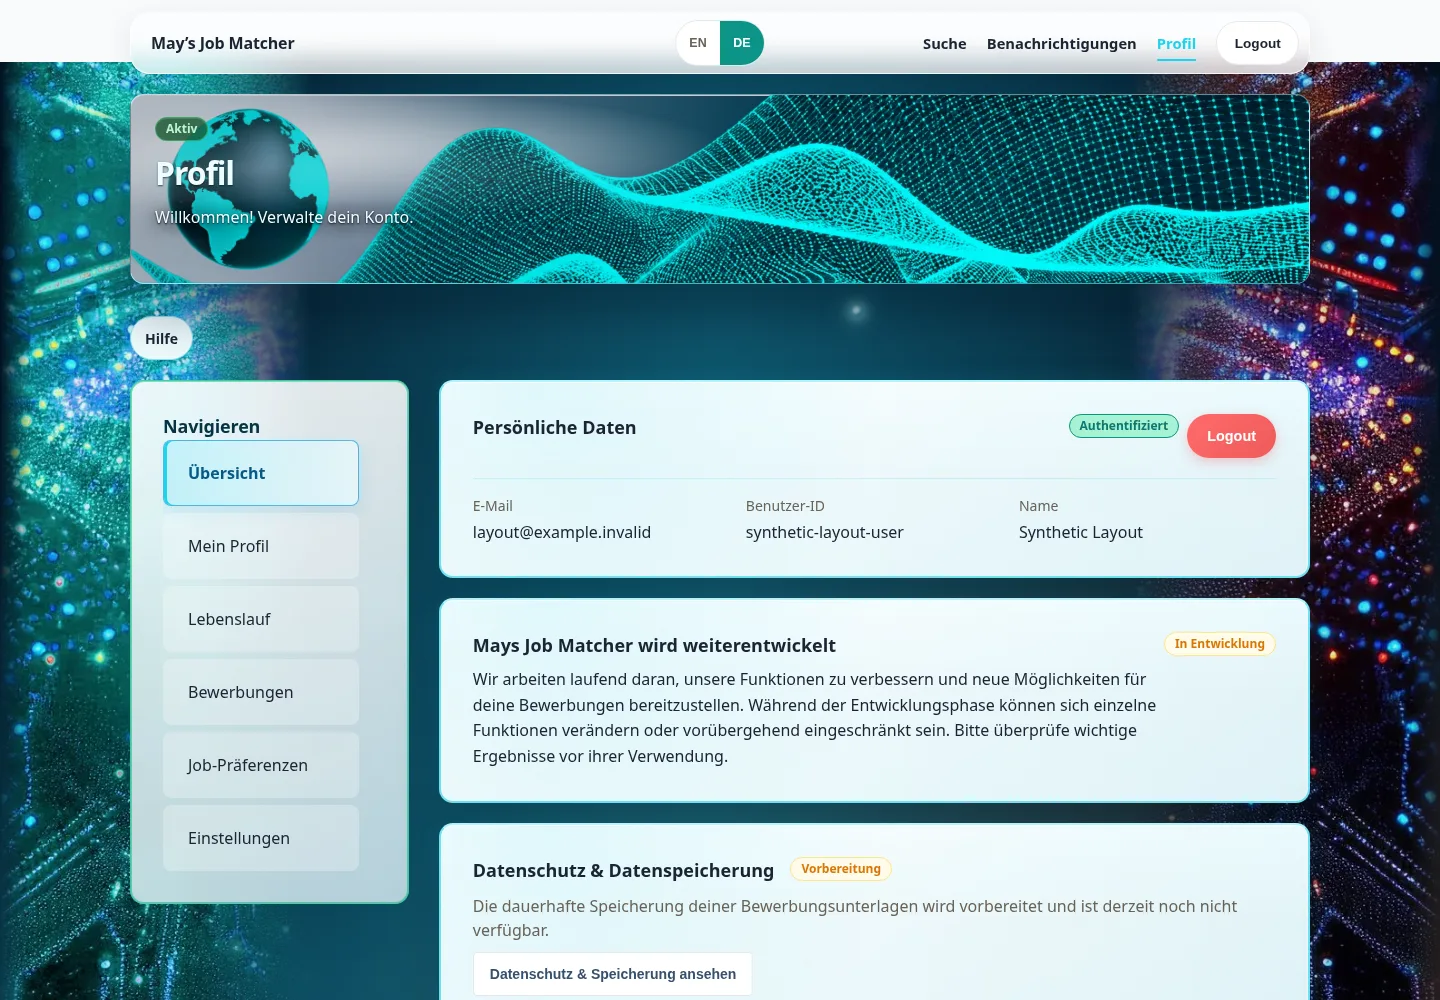 May’s Job Matcher
EN
DE
Suche
Benachrichtigungen
Profil
Logout
Aktiv
Profil
Willkommen! Verwalte dein Konto.
Hilfe
Navigieren
Übersicht
Mein Profil
Lebenslauf
Bewerbungen
Job-Präferenzen
Einstellungen
Persönliche Daten
Authentifiziert
Logout
E-Mail
Benutzer-ID
Name
layout@example.invalid
synthetic-layout-user
Synthetic Layout
Mays Job Matcher wird weiterentwickelt
In Entwicklung
Wir arbeiten laufend daran, unsere Funktionen zu verbessern und neue Möglichkeiten für
deine Bewerbungen bereitzustellen. Während der Entwicklungsphase können sich einzelne
Funktionen verändern oder vorübergehend eingeschränkt sein. Bitte überprüfe wichtige
Ergebnisse vor ihrer Verwendung.
Datenschutz & Datenspeicherung
Vorbereitung
Die dauerhafte Speicherung deiner Bewerbungsunterlagen wird vorbereitet und ist derzeit noch nicht
verfügbar.
Datenschutz & Speicherung ansehen